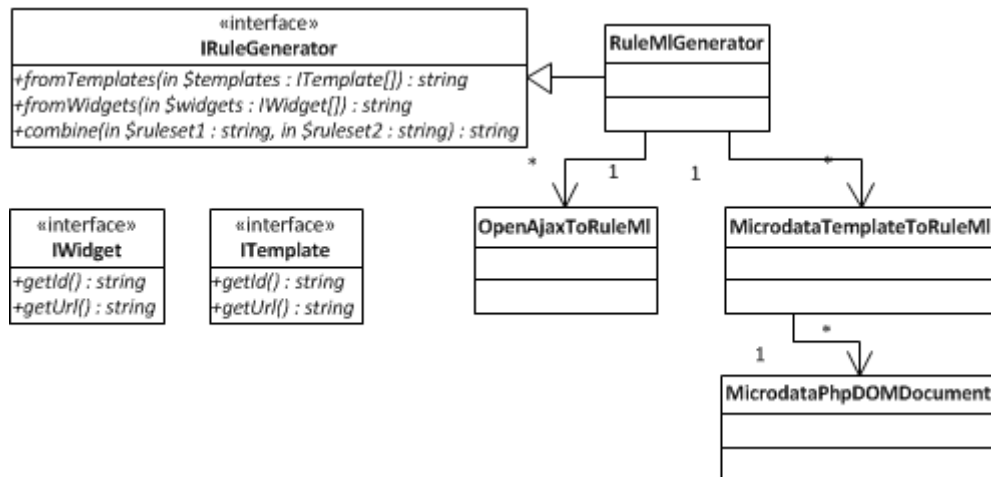 «interface»
IRuleGenerator
+fromTemplates(in $templates : ITemplate[]) : string
+fromWidgets(in $widgets : IWidget[]) : string
+combine(in $ruleset1 : string, in $ruleset2 : string) : string
RuleMlGenerator
*
1
1
*
«interface»
IWidget
+getId() : string
+getUrl() : string
«interface»
ITemplate
+getId() : string
+getUrl() : string
OpenAjaxToRuleMl
MicrodataTemplateToRuleMl
*
1
MicrodataPhpDOMDocument